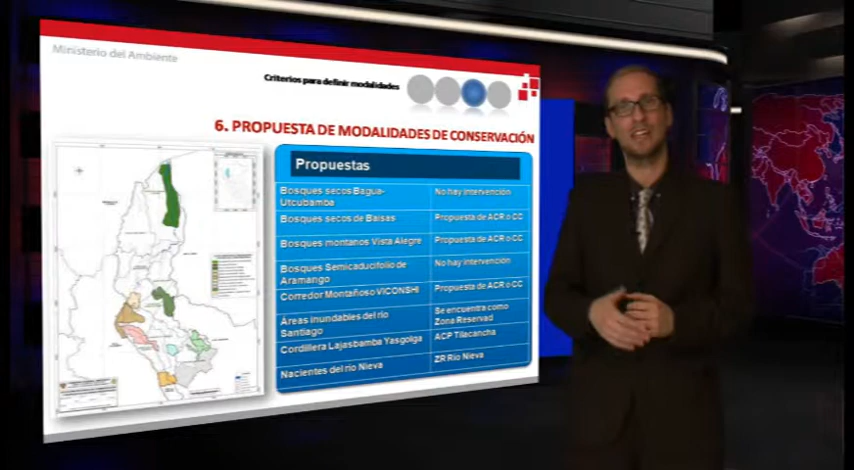 Ministerio del Ambiente
Criterios para definir modalidades
6. PROPUESTA DE MODALIDADES DE CONSERVACIÓN
Propuestas
Bosques secos Bagua-
Utcubamba
No hay intervención
Bosques secos de Balsas
Propuesta de ACR o CC
Bosques montanos Vista Alegre
Propuesta de ACR o CC
Bosques Semicaducifolio de
Aramango
No hay intervención
Corredor Montañoso VICONSHI
Propuesta de ACR o CC
Áreas inundables del río
Santiago
Se encuentra como
Zona Reservad
Cordillera Lajasbamba Yasgolga
ACP Tilacancha
Nacientes del río Nieva
ZR Río Nieva